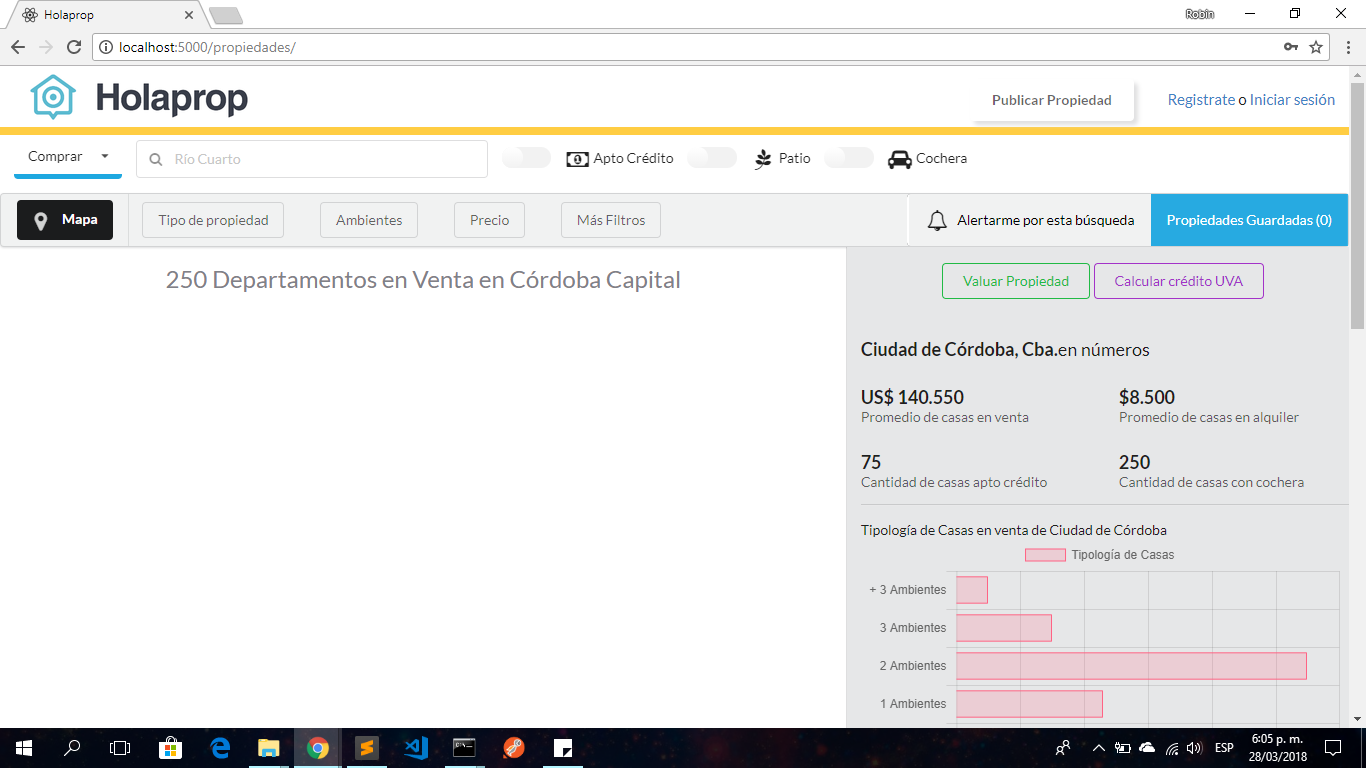 Holaprop
Robin
localhost:5000/propiedades/
Holaprop
Publicar Propiedad
Registrate o Iniciar sesión
Comprar
Río Cuarto
Apto Crédito
Patio
Cochera
Mapa
Tipo de propiedad
Ambientes
Precio
Más Filtros
Alertarme por esta búsqueda
Propiedades Guardadas (0)
250 Departamentos en Venta en Córdoba Capital
Valuar Propiedad
Calcular crédito UVA
Ciudad de Córdoba, Cba.en números
US$ 140.550
Promedio de casas en venta
$8.500
Promedio de casas en alquiler
75
Cantidad de casas apto crédito
250
Cantidad de casas con cochera
Tipología de Casas en venta de Ciudad de Córdoba
Tipología de Casas
+ 3 Ambientes
3 Ambientes
2 Ambientes
1 Ambientes
ESP
6:05 p. m.
28/03/2018